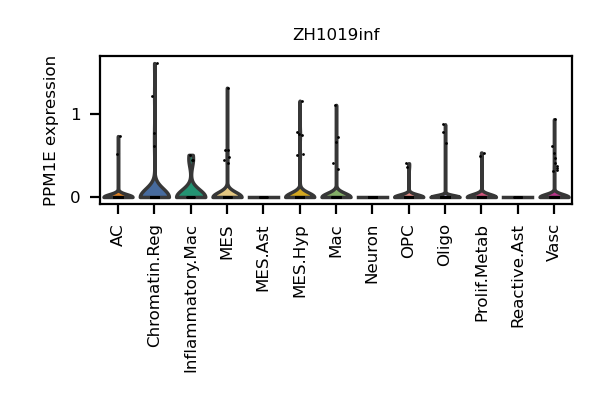 ZH1019inf
PPM1E expression
1
0
AC
Chromatin.Reg
Inflammatory.Mac
MES
MES.Ast
MES.Hyp
Mac
Neuron
OPC
Oligo
Prolif.Metab
Reactive.Ast
Vasc